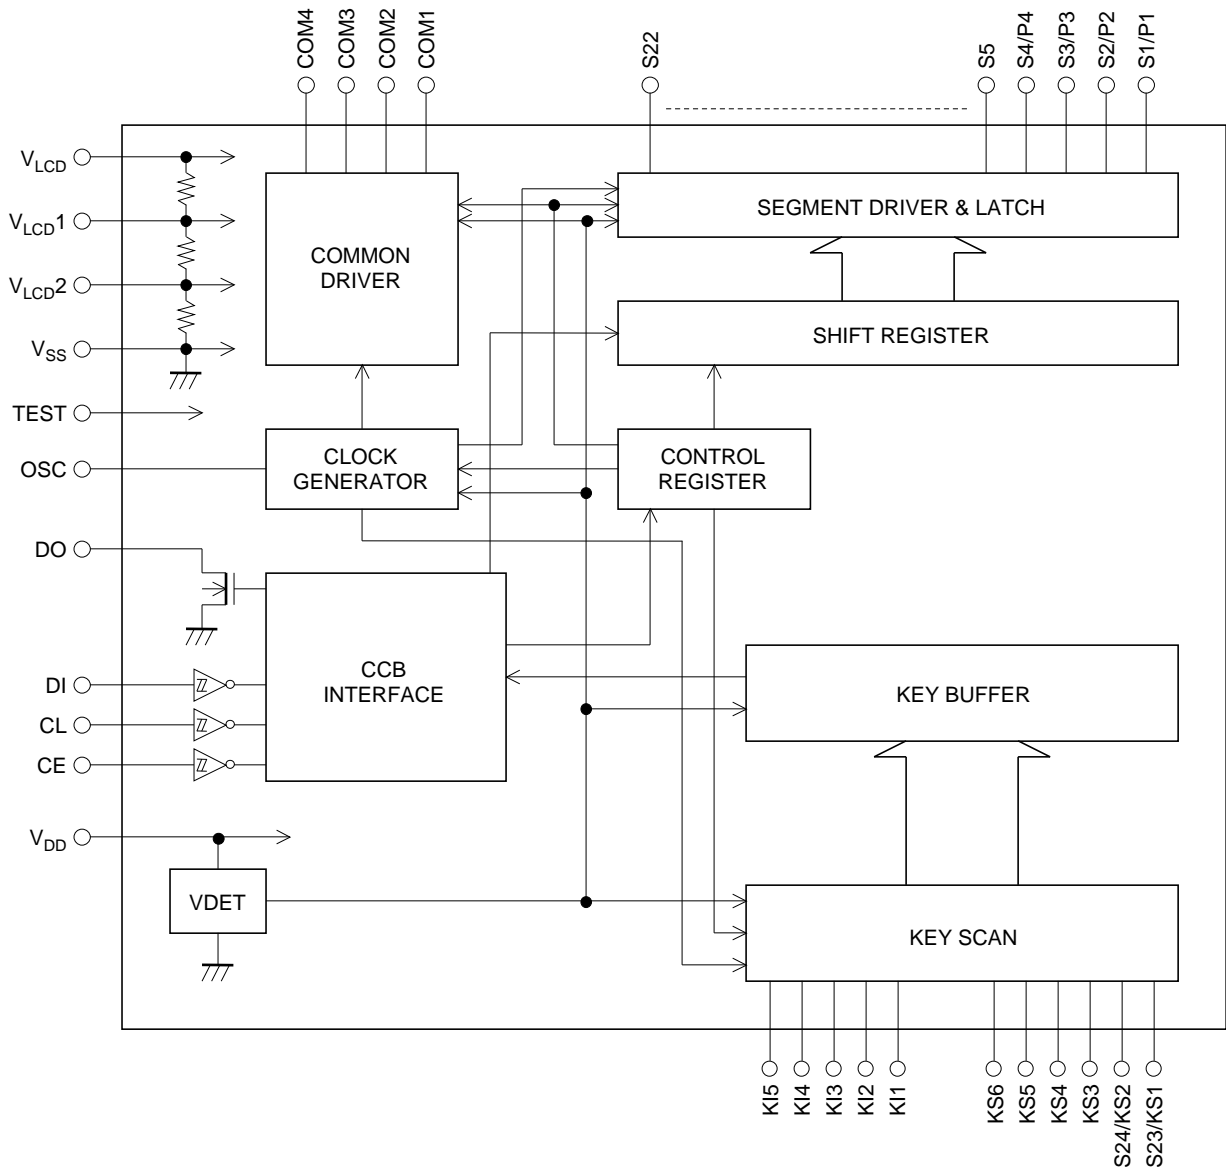 COM4
COM3
COM2
COM1
S22
S5
S4/P4
S3/P3
S2/P2
S1/P1
VLCD
VLCD1
VLCD2
VSS
TEST
OSC
DO
DI
CL
CE
VDD
COMMON
DRIVER
SEGMENT DRIVER & LATCH
SHIFT REGISTER
CLOCK
GENERATOR
CONTROL
REGISTER
CCB
INTERFACE
KEY BUFFER
VDET
KEY SCAN
KI5
KI4
KI3
KI2
KI1
KS6
KS5
KS4
KS3
S24/KS2
S23/KS1